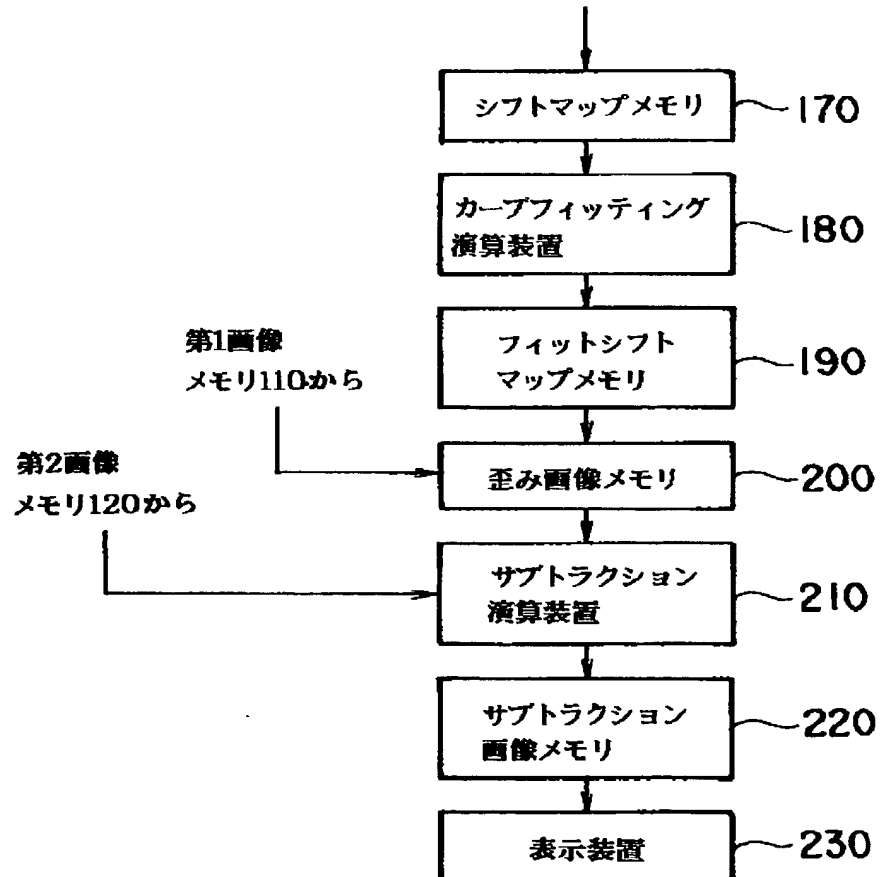 シフトマップメモリ
170
カーブフィッティング
演算装置
180
フィットシフト
マップメモリ
190
第1画像
メモリ110から
歪み画像メモリ
200
第2画像
メモリ120から
サブトラクション
演算装置
210
サブトラクション
画像メモリ
220
表示装置
230